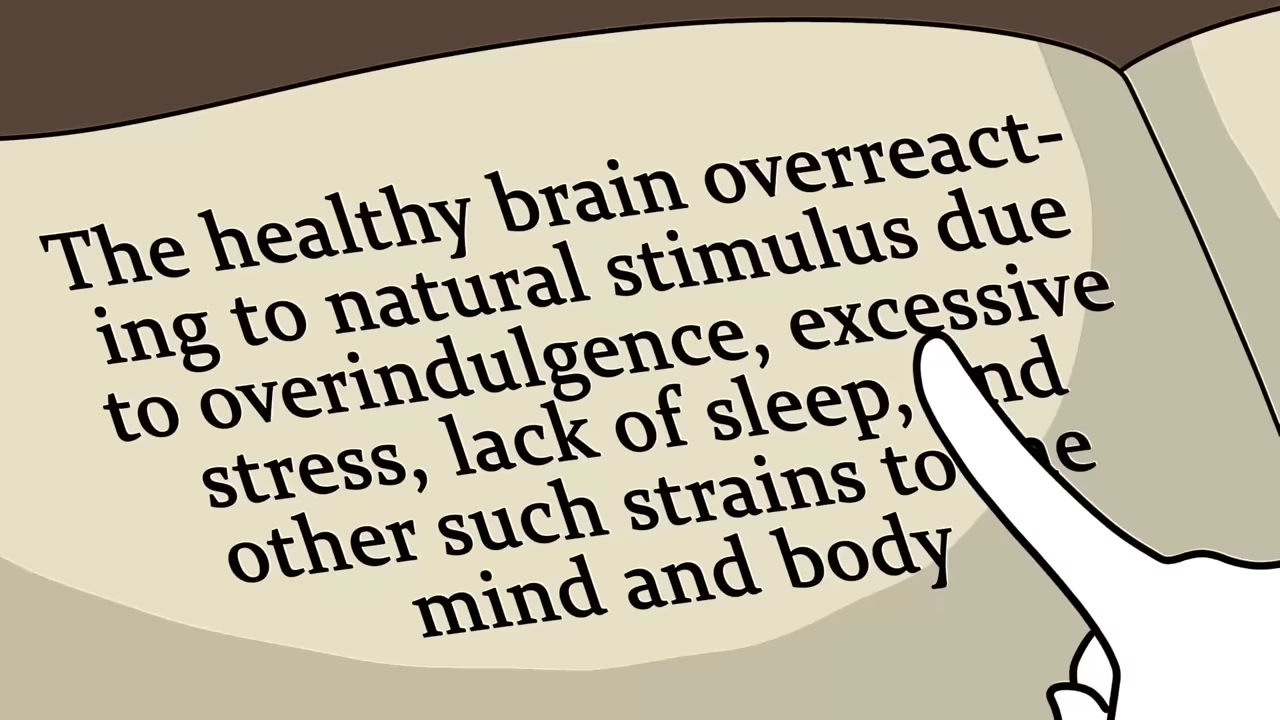 The healthy brain overreact-
ing to natural stimulus due
to overindulgence, excessive
stress, lack of sleep,
other such strains to
mind and body